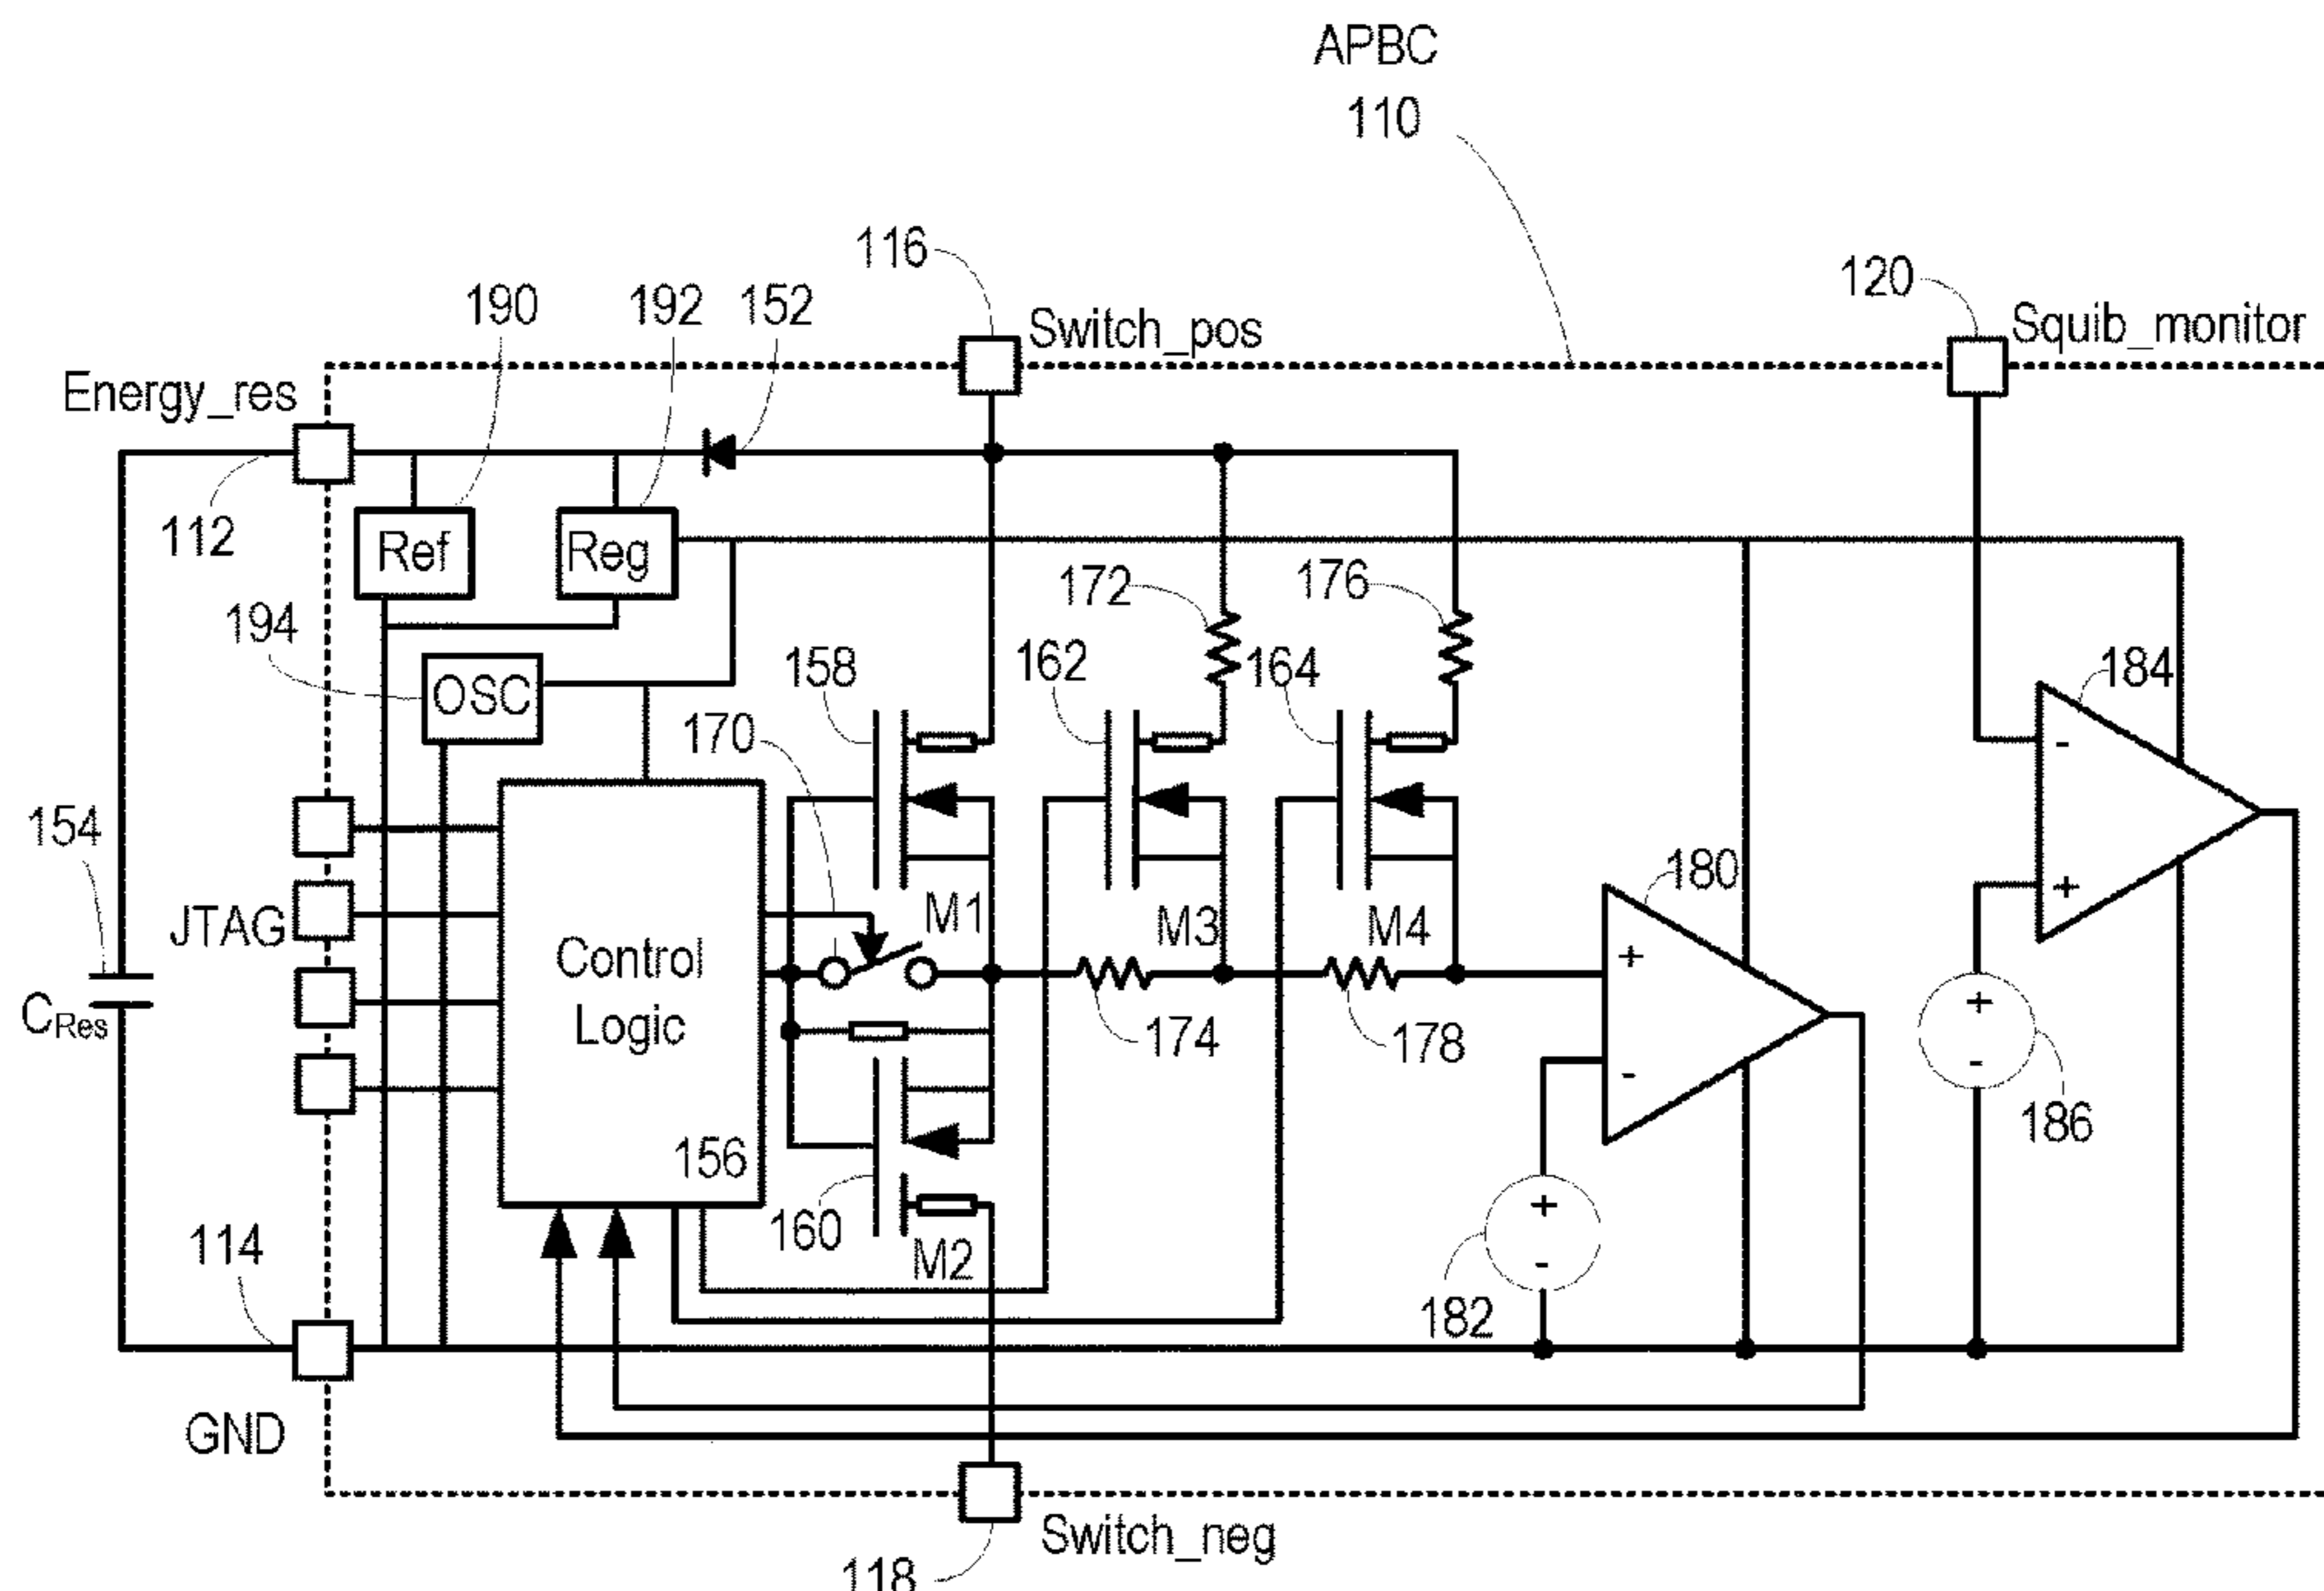 APBC
110
116
120
190
192
152
Switch_pos
Squib_monitor
Energy_res
112
Ref
Reg
172
176
194
158
162
164
184
OSC
170
154
180
JTAG
M1
M3
M4
+
-
+
Control
Logic
CRes
174
178
-
+
-
186
156
160
M2
+
-
182
114
GND
Switch_neg
118